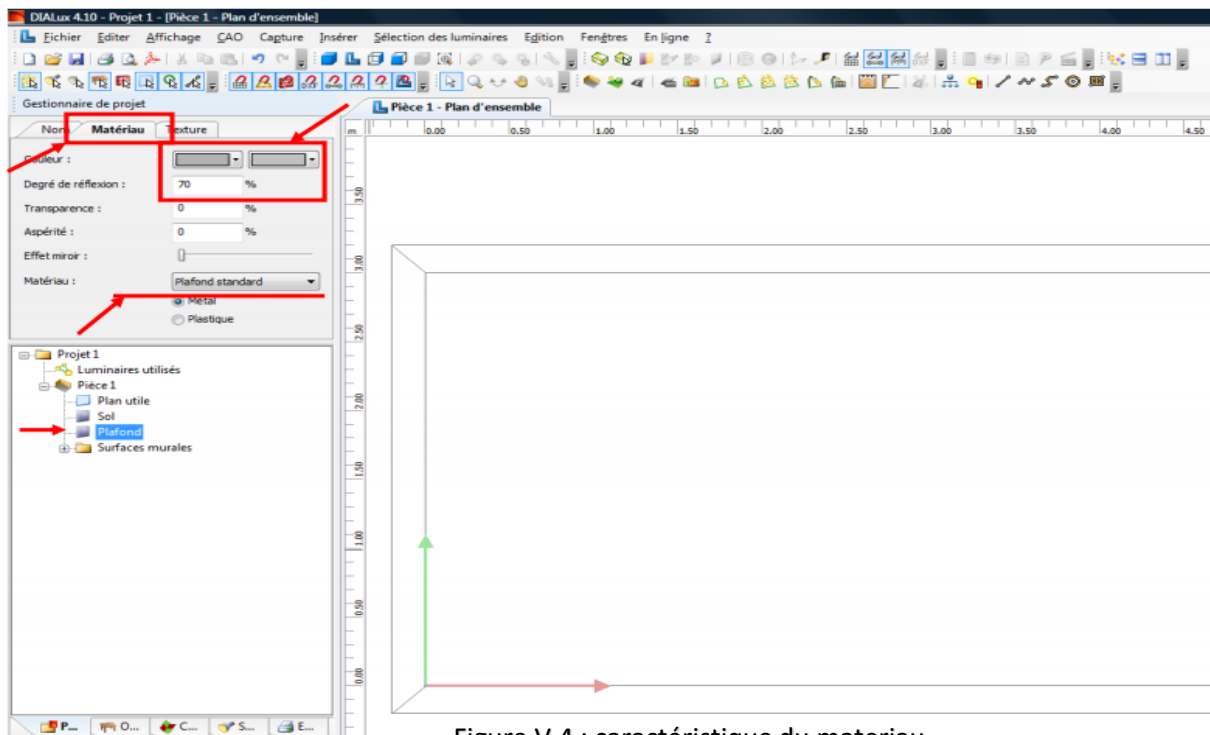 DIALux 4.10 - Projet 1 - [Pièce 1 - Plan d'ensemble]
Eichier Editer Affichage CAO Capture Insérer Sélection des luminaires Edition Fenêtres En ligne ?
Gestionnaire de projet
Pièce 1 - Plan d'ensemble
Nom Matériau Texture
m 0.00 0.50 1.00 1.50 2.00 2.50 3.00 3.50 4.00 4.50
Couleur :
Degré de réflexion : 70 %
Transparence : 0 %
Aspérité : 0 %
Effet miroir :
Matériau : Plafond standard
Métal
Plastique
3.50
3.00
2.50
2.00
1.50
1.00
0.50
0.00
Projet 1
Luminaires utilisés
Pièce 1
Plan utile
Sol
Plafond
Surfaces murales
P... O... C... S... E...